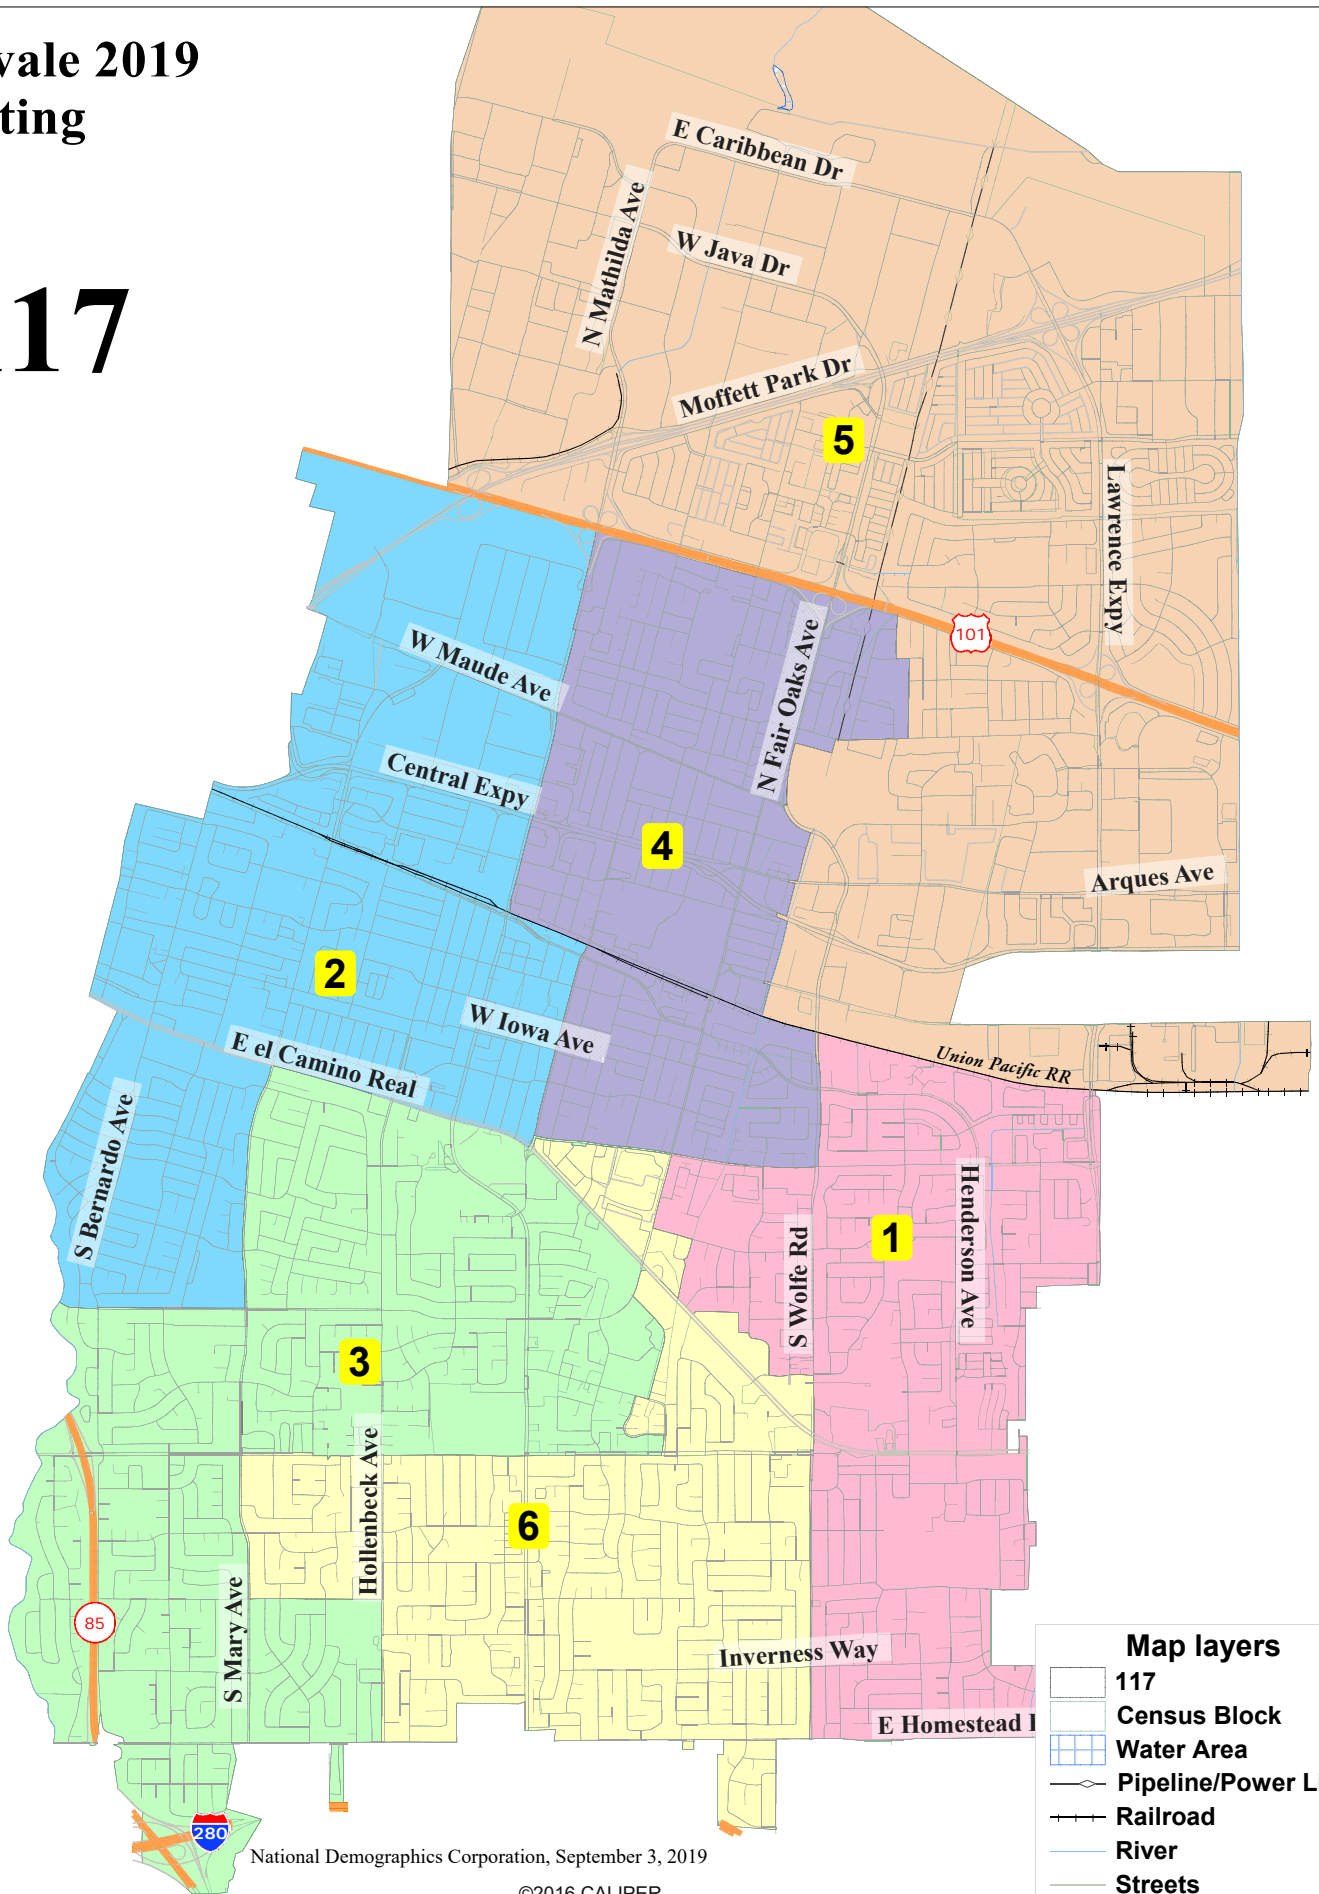 vale 2019
ting
117
E Caribbean Dr
N Mathilda Ave
W Java Dr
Moffett Park Dr
5
Lawrence Expy
101
W Maude Ave
N Fair Oaks Ave
Central Expy
4
Arques Ave
2
W Iowa Ave
E el Camino Real
Union Pacific RR
S Bernardo Ave
Henderson Ave
1
S Wolfe Rd
3
Hollenbeck Ave
6
85
S Mary Ave
Inverness Way
E Homestead
280
Map layers
117
Census Block
Water Area
Pipeline/Power L
Railroad
River
Streets
National Demographics Corporation, September 3, 2019
©2016 CALIPER